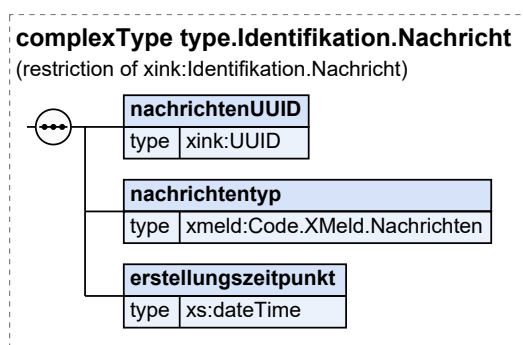 complexType type.Identifikation.Nachricht
(restriction of xink:Identifikation.Nachricht)
nachrichtenUUID
type xink:UUID
nachrichtentyp
type xmeld:Code.XMeld.Nachrichten
erstellungszeitpunkt
type xs:dateTime